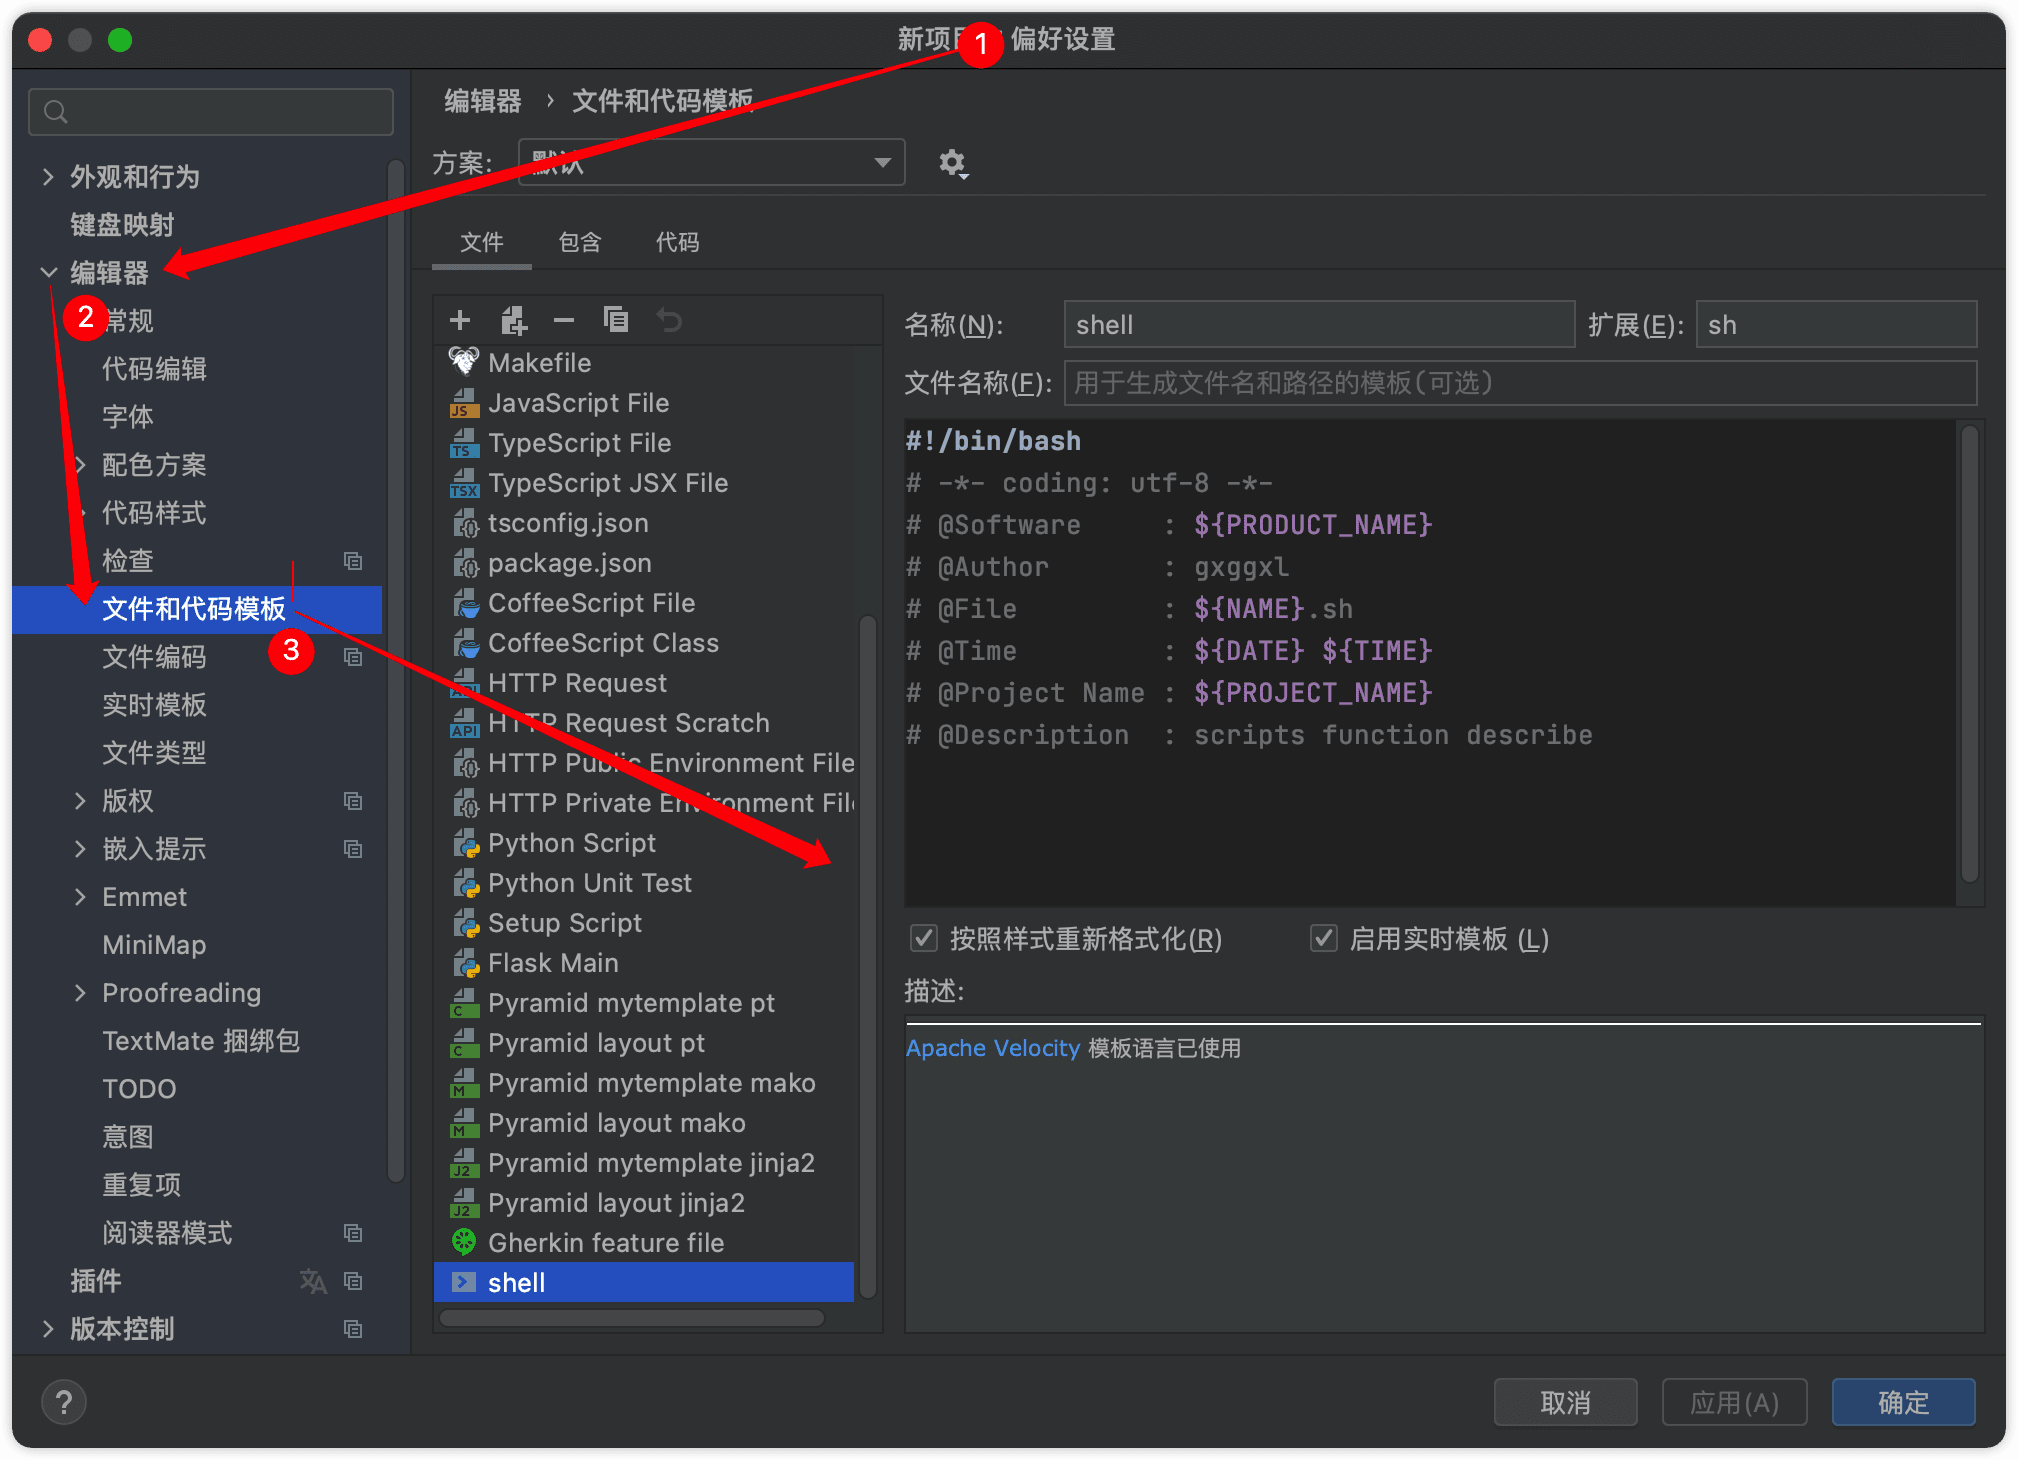 新项 偏好设置
1
编辑器 › 文件和代码模板
方案: 默认
外观和行为
键盘映射
编辑器
2
常规
代码编辑
字体
配色方案
代码样式
检查
文件和代码模板
3
文件编码
实时模板
文件类型
版权
嵌入提示
Emmet
MiniMap
Proofreading
TextMate 捆绑包
TODO
意图
重复项
阅读器模式
插件
版本控制
文件 包含 代码
Makefile
JS JavaScript File
TS TypeScript File
TSX TypeScript JSX File
tsconfig.json
package.json
CoffeeScript File
CoffeeScript Class
API HTTP Request
API HTTP Request Scratch
HTTP Public Environment File
HTTP Private Environment Fil
Python Script
Python Unit Test
Setup Script
Flask Main
C Pyramid mytemplate pt
C Pyramid layout pt
M Pyramid mytemplate mako
M Pyramid layout mako
J2 Pyramid mytemplate jinja2
J2 Pyramid layout jinja2
Gherkin feature file
shell
名称(N): shell 扩展(E): sh
文件名称(F): 用于生成文件名和路径的模板(可选)
#!/bin/bash
# -*- coding: utf-8 -*-
# @Software : ${PRODUCT_NAME}
# @Author : gxggxl
# @File : ${NAME}.sh
# @Time : ${DATE} ${TIME}
# @Project Name : ${PROJECT_NAME}
# @Description : scripts function describe
按照样式重新格式化(R) 启用实时模板 (L)
描述:
Apache Velocity 模板语言已使用
?
取消 应用(A) 确定